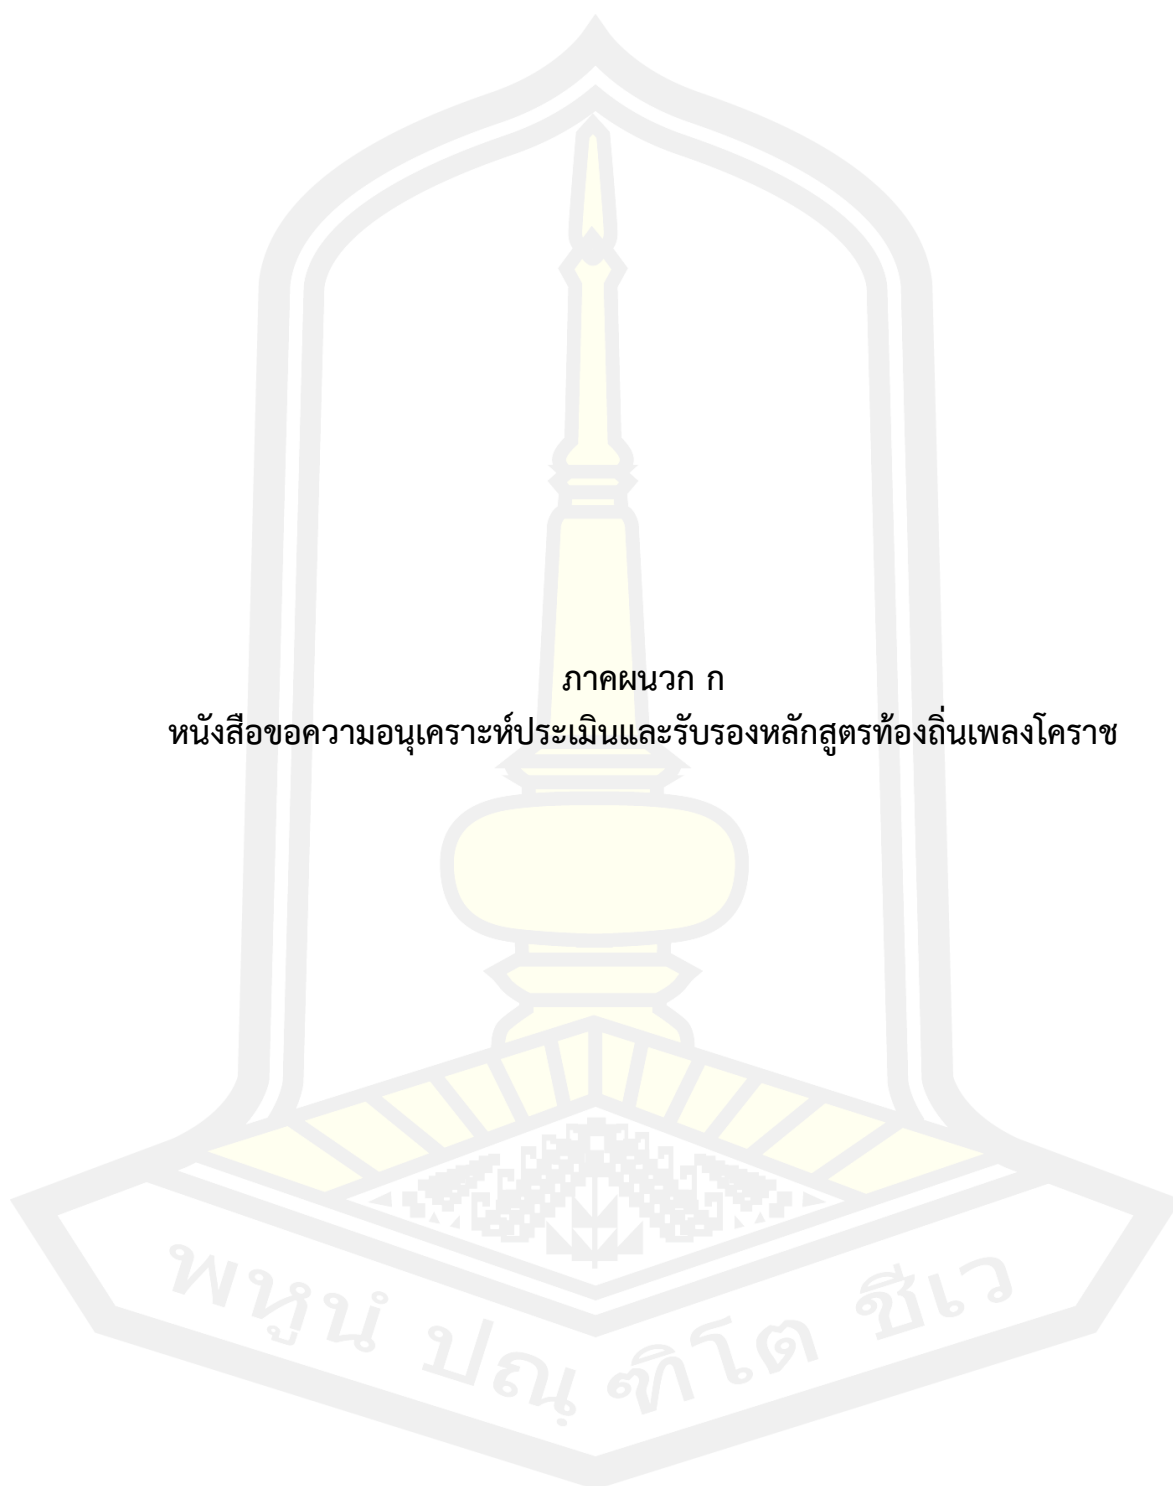 ภาคผนวก ก
หนังสือขอความอนุเคราะห์ประเมินและรับรองหลักสูตรท้องถิ่นเพลงโคราช
พหูนํ ปณฺฑิโต ชีเว